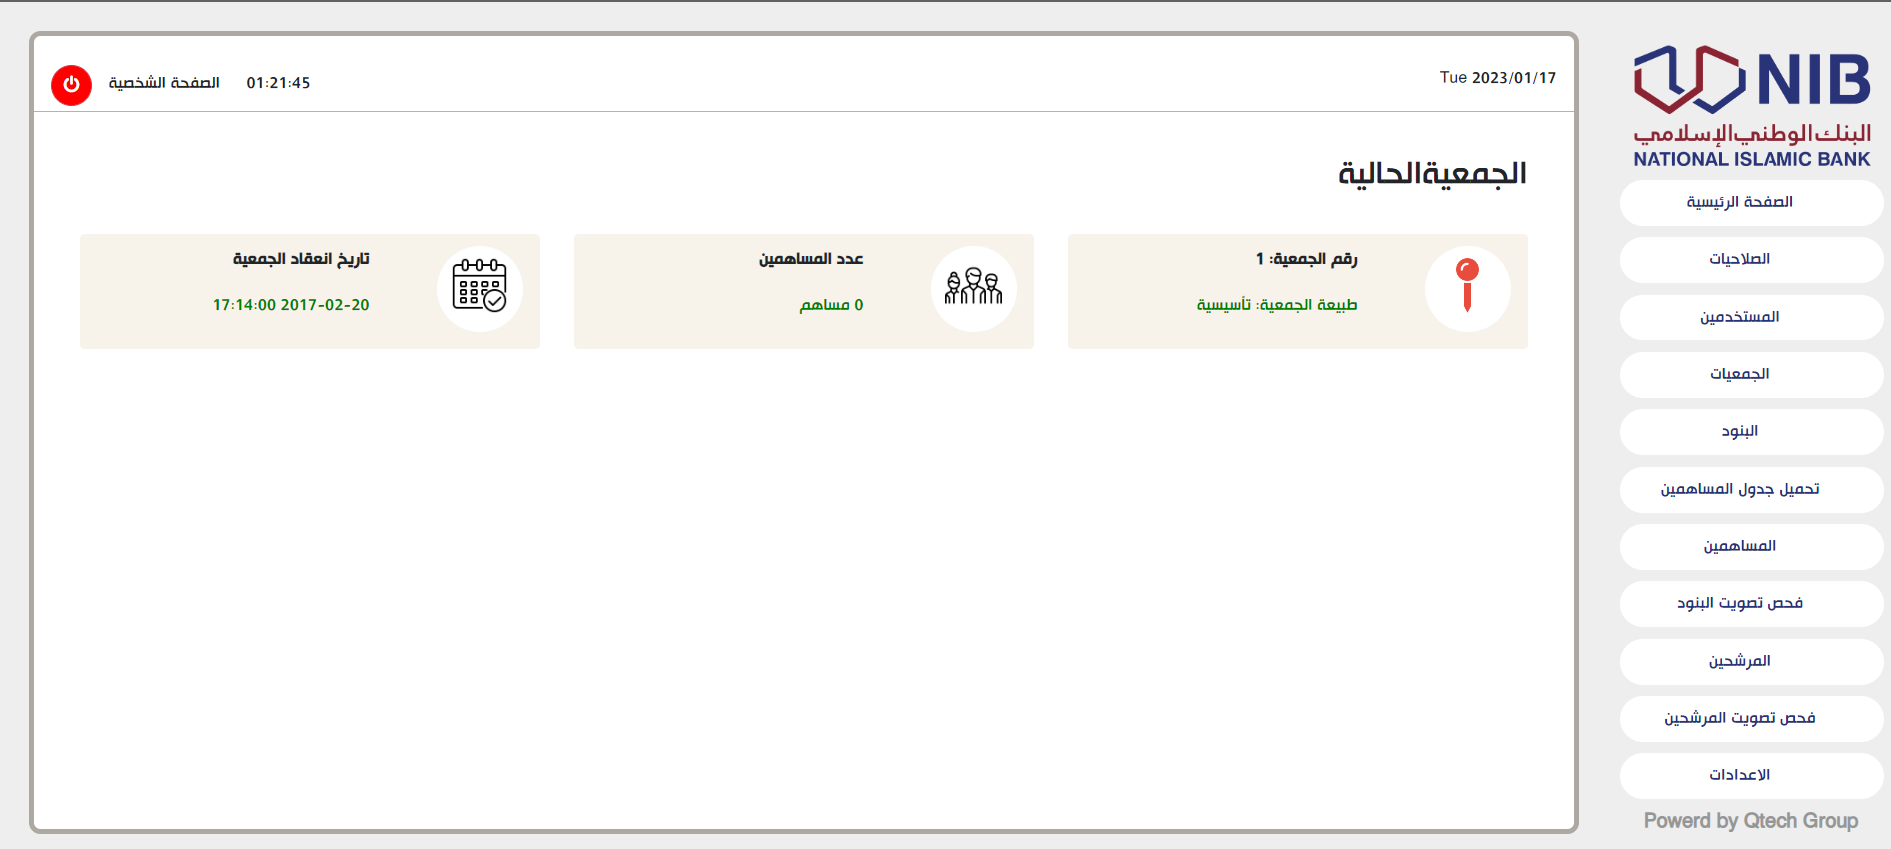 NIB
البنك الوطني الإسلامي
NATIONAL ISLAMIC BANK
الصفحة الرئيسية
الصلاحيات
المستخدمين
الجمعيات
البنود
تحميل جدول المساهمين
المساهمين
فحص تصويت البنود
المرشحين
فحص تصويت المرشحين
الاعدادات
Powerd by Qtech Group
Tue 2023/01/17
01:21:45
الصفحة الشخصية
الجمعيةالحالية
رقم الجمعية: 1
طبيعة الجمعية: تأسيسية
عدد المساهمين
0 مساهم
تاريخ انعقاد الجمعية
2017-02-20 17:14:00